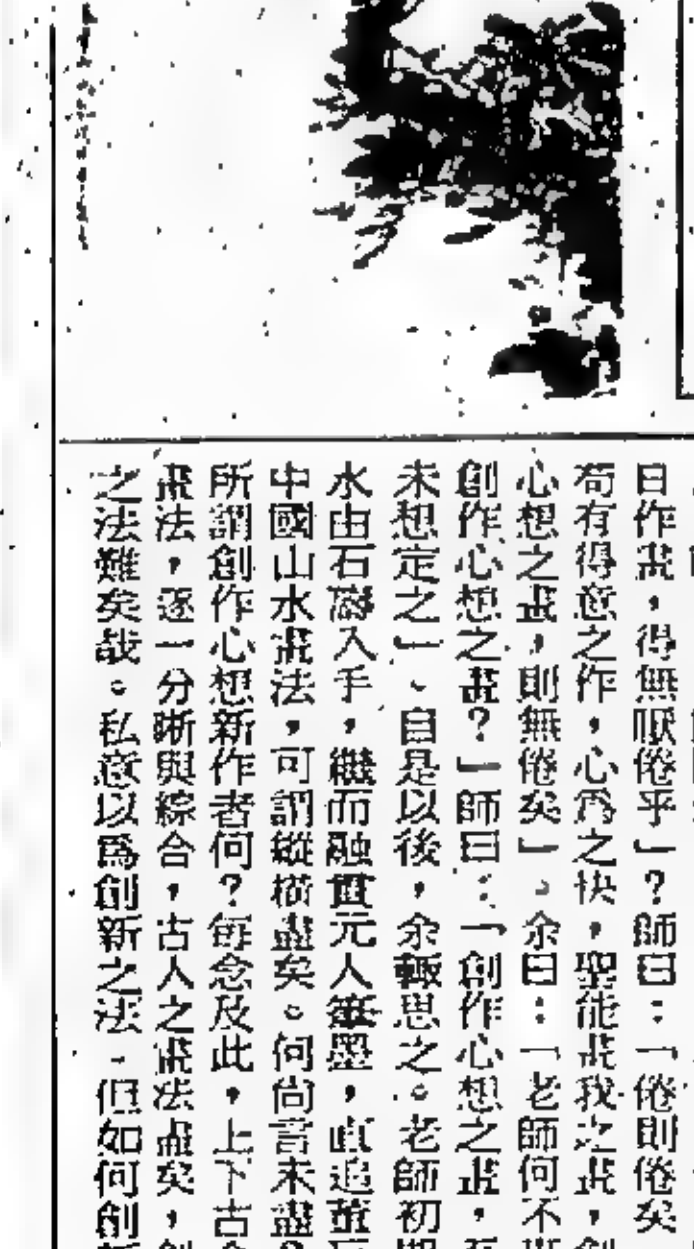 日作畫，得無厭倦乎」？師曰：「倦則倦矣
苟有得意之作，心為之快，聖能畫我之畫，創
心想之畫，則無倦矣」。余曰：「老師何不
創作心想之畫？」師曰：「創作心想之畫，
未想定之」、自是以後，余輒思之。老師初
水由石濤入手，繼而融貫元人筆墨，直追董
中國山水畫法，可謂縱橫盡矣。何尚言未盡？
所謂創作心想新作者何？每念及此，上下古
畫法，逐一分晰與綜合，古人之畫法盡矣，創
之法難矣哉。私意以為創新之法，但如何創